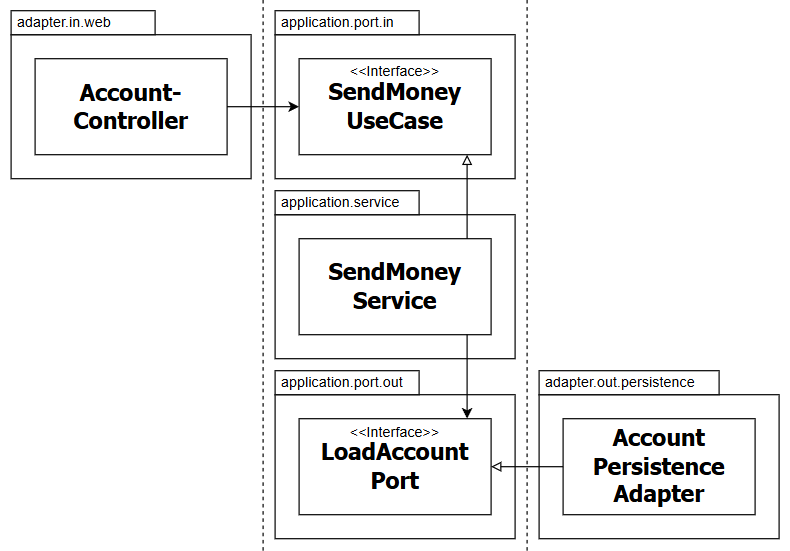 adapter.in.web
Account-
Controller
application.port.in
<<Interface>>
SendMoney
UseCase
application.service
SendMoney
Service
application.port.out
<<Interface>>
LoadAccount
Port
adapter.out.persistence
Account
Persistence
Adapter